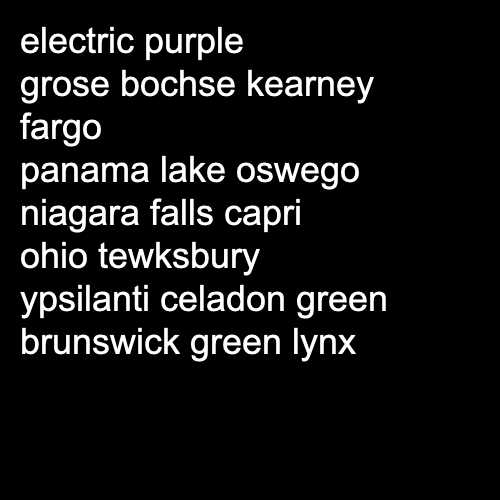 electric purple
grose bochse kearney
fargo
panama lake oswego
niagara falls capri
ohio tewksbury
ypsilanti celadon green
brunswick green lynx